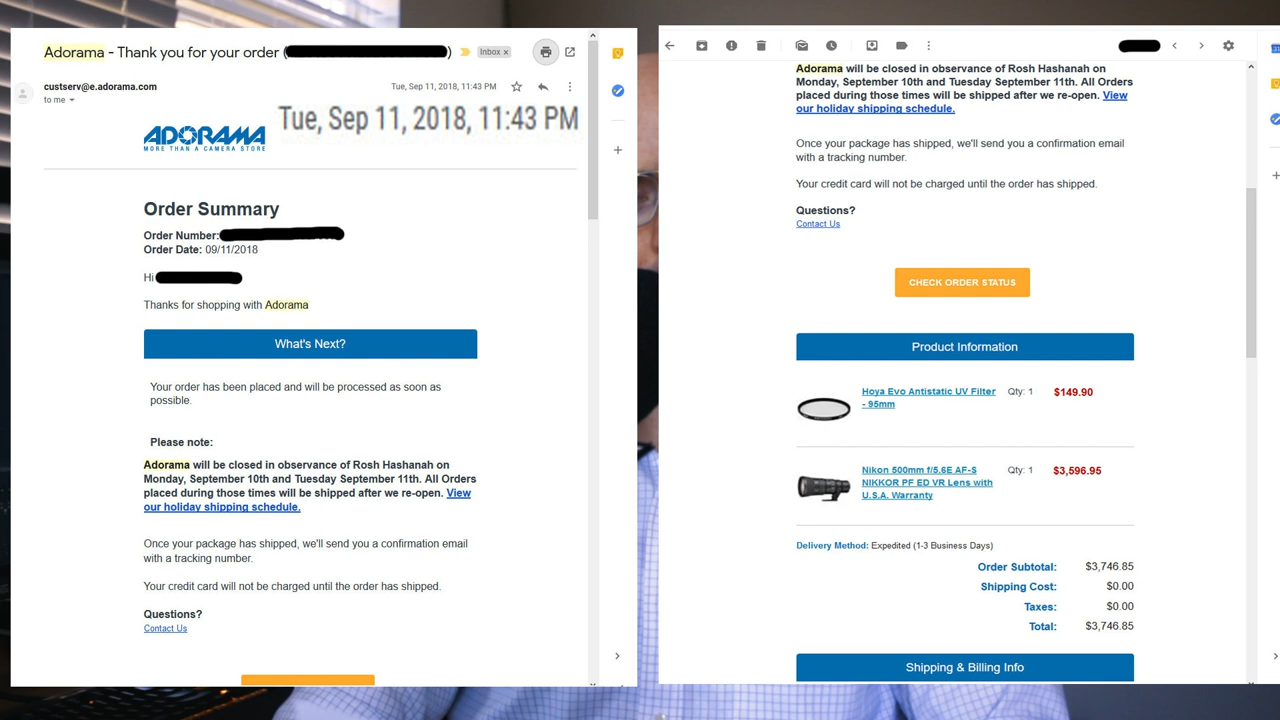 Adorama - Thank you for your order (
)
Inbox x
custserv@e.adorama.com
Tue, Sep 11, 2018, 11:43 PM
to me
Tue, Sep 11, 2018, 11:43 PM
ADORAMA
MORE THAN A CAMERA STORE
Order Summary
Order Number:
Order Date: 09/11/2018
Hi
Thanks for shopping with Adorama
What's Next?
Your order has been placed and will be processed as soon as
possible.
Please note:
Adorama will be closed in observance of Rosh Hashanah on
Monday, September 10th and Tuesday September 11th. All Orders
placed during those times will be shipped after we re-open. View
our holiday shipping schedule.
Once your package has shipped, we'll send you a confirmation email
with a tracking number.
Your credit card will not be charged until the order has shipped.
Questions?
Contact Us
Adorama will be closed in observance of Rosh Hashanah on
Monday, September 10th and Tuesday September 11th. All Orders
placed during those times will be shipped after we re-open. View
our holiday shipping schedule.
Once your package has shipped, we'll send you a confirmation email
with a tracking number.
Your credit card will not be charged until the order has shipped.
Questions?
Contact Us
CHECK ORDER STATUS
Product Information
Hoya Evo Antistatic UV Filter
- 95mm
Qty: 1
$149.90
Nikon 500mm f/5.6E AF-S
NIKKOR PF ED VR Lens with
U.S.A. Warranty
Qty: 1
$3,596.95
Delivery Method: Expedited (1-3 Business Days)
Order Subtotal: $3,746.85
Shipping Cost: $0.00
Taxes: $0.00
Total: $3,746.85
Shipping & Billing Info